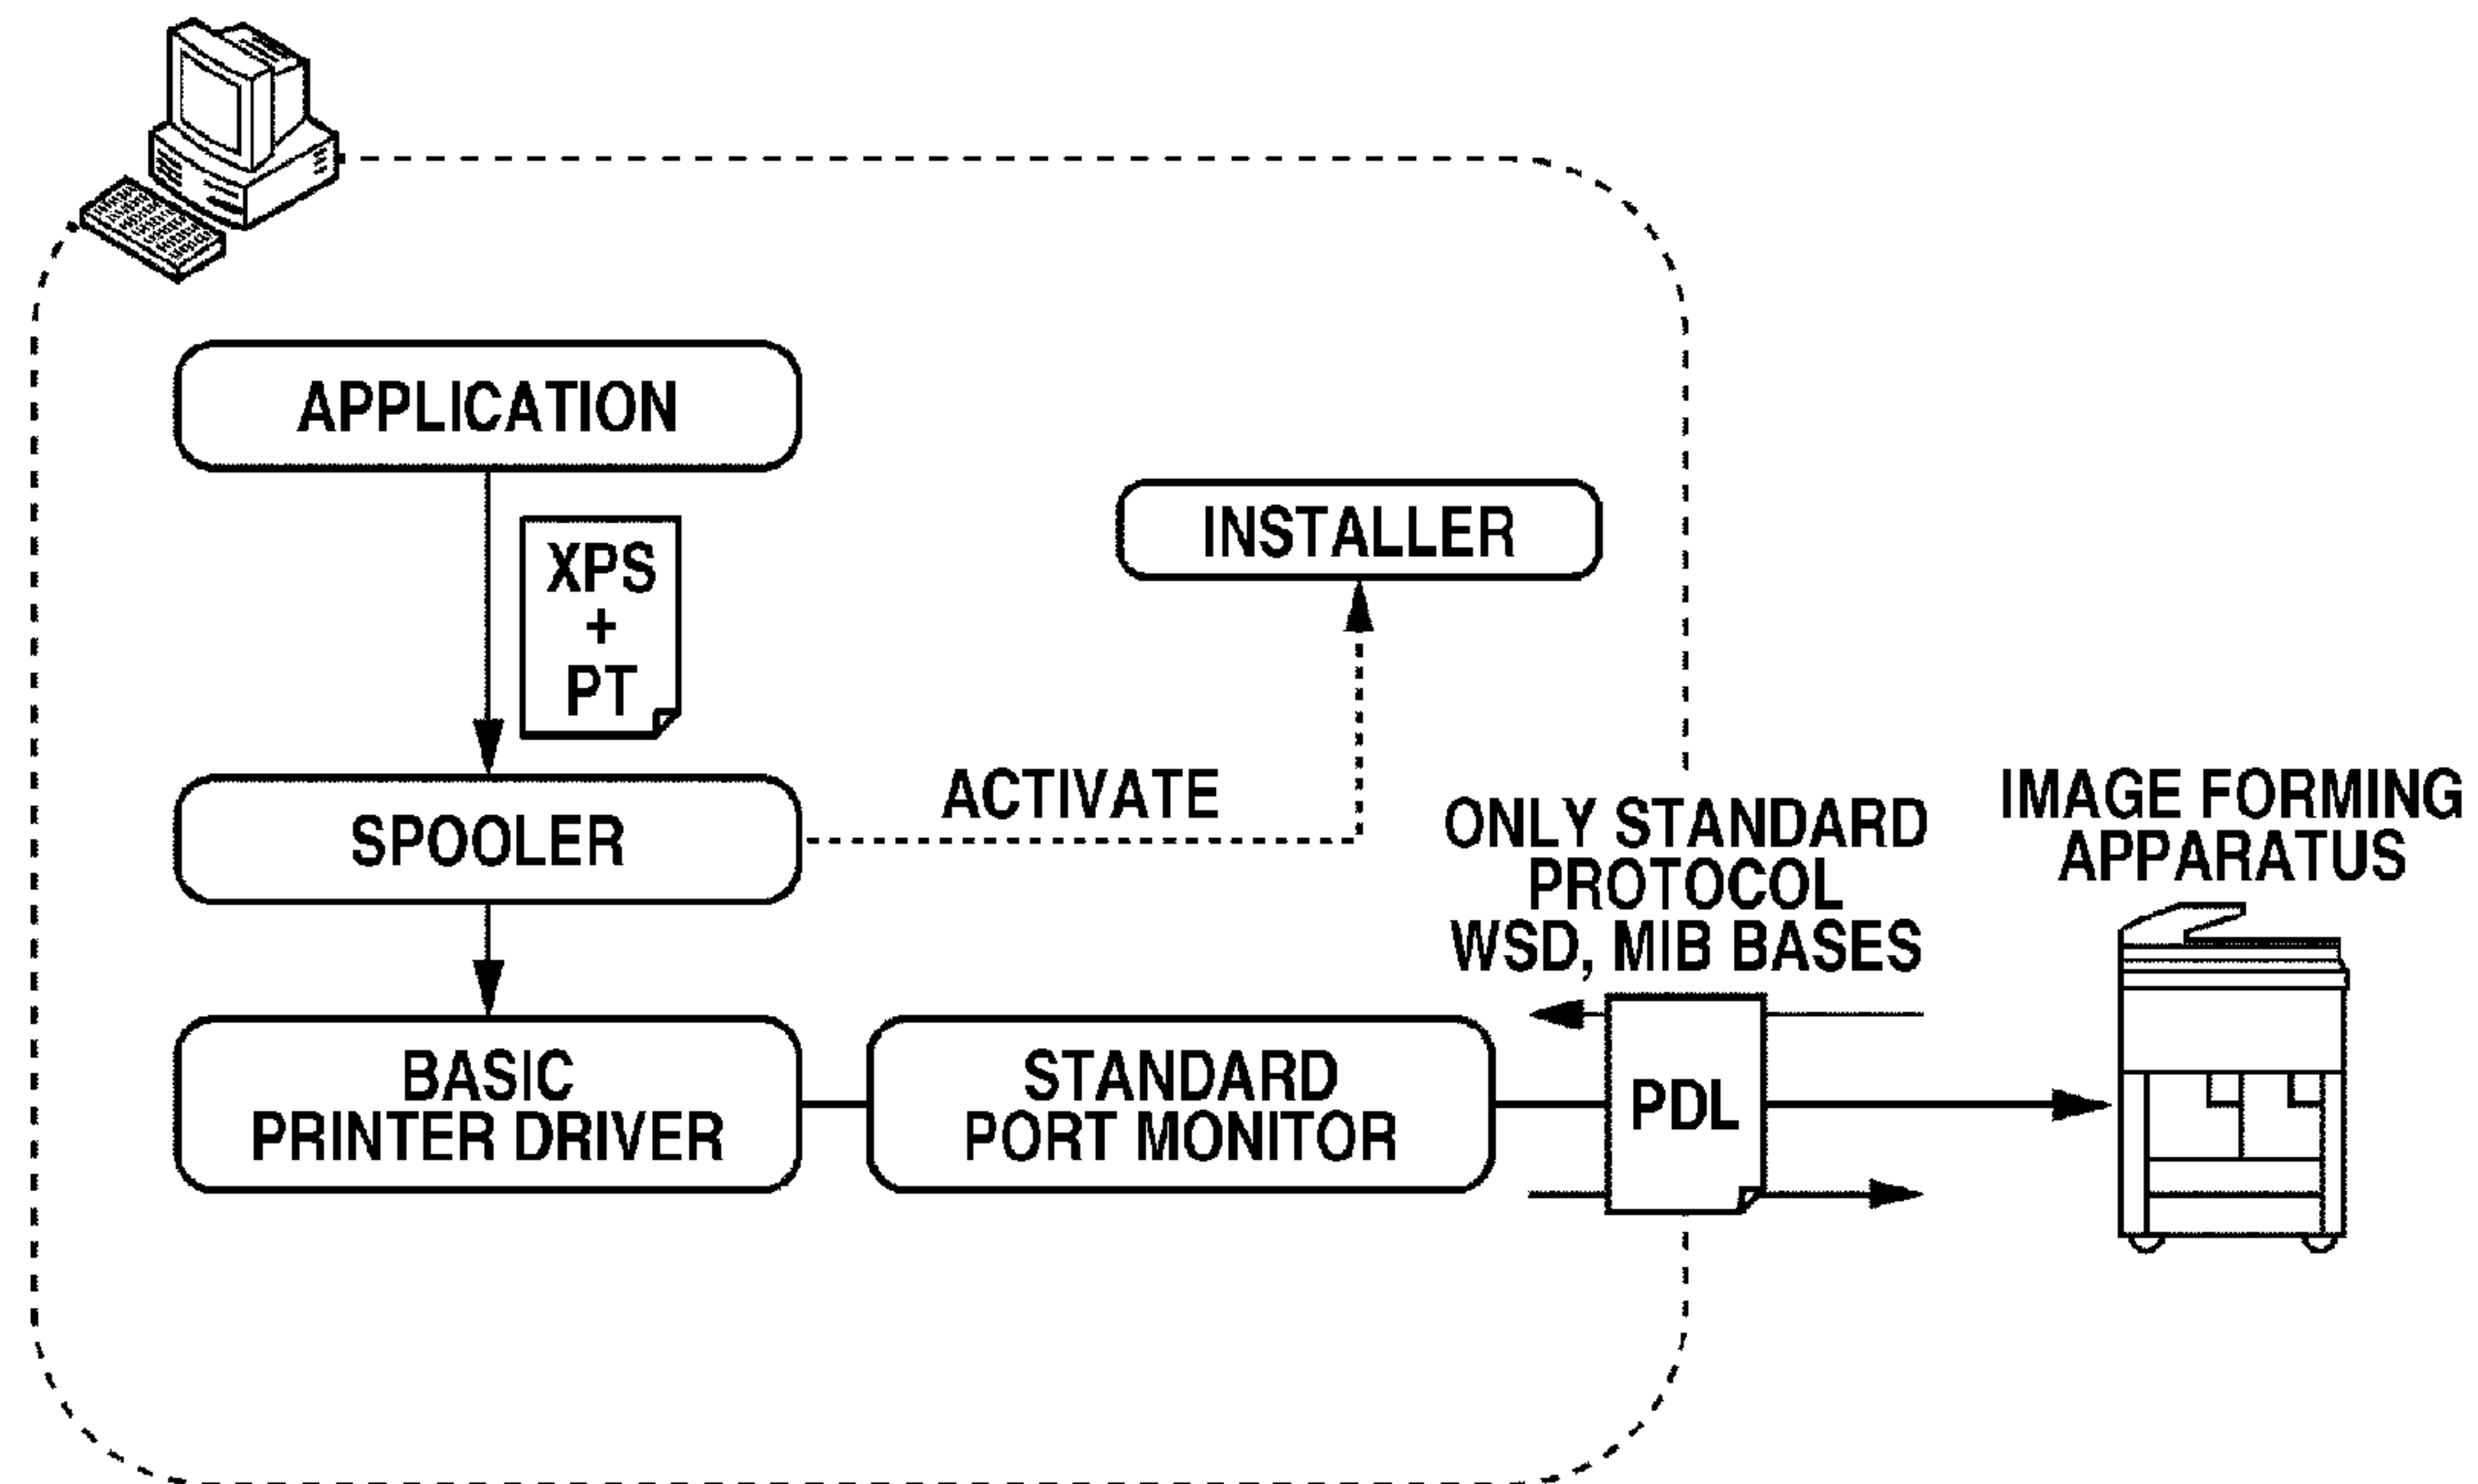 APPLICATION
XPS
+
PT
INSTALLER
SPOOLER
ACTIVATE
ONLY STANDARD
PROTOCOL
WSD, MIB BASES
IMAGE FORMING
APPARATUS
BASIC
PRINTER DRIVER
STANDARD
PORT MONITOR
PDL